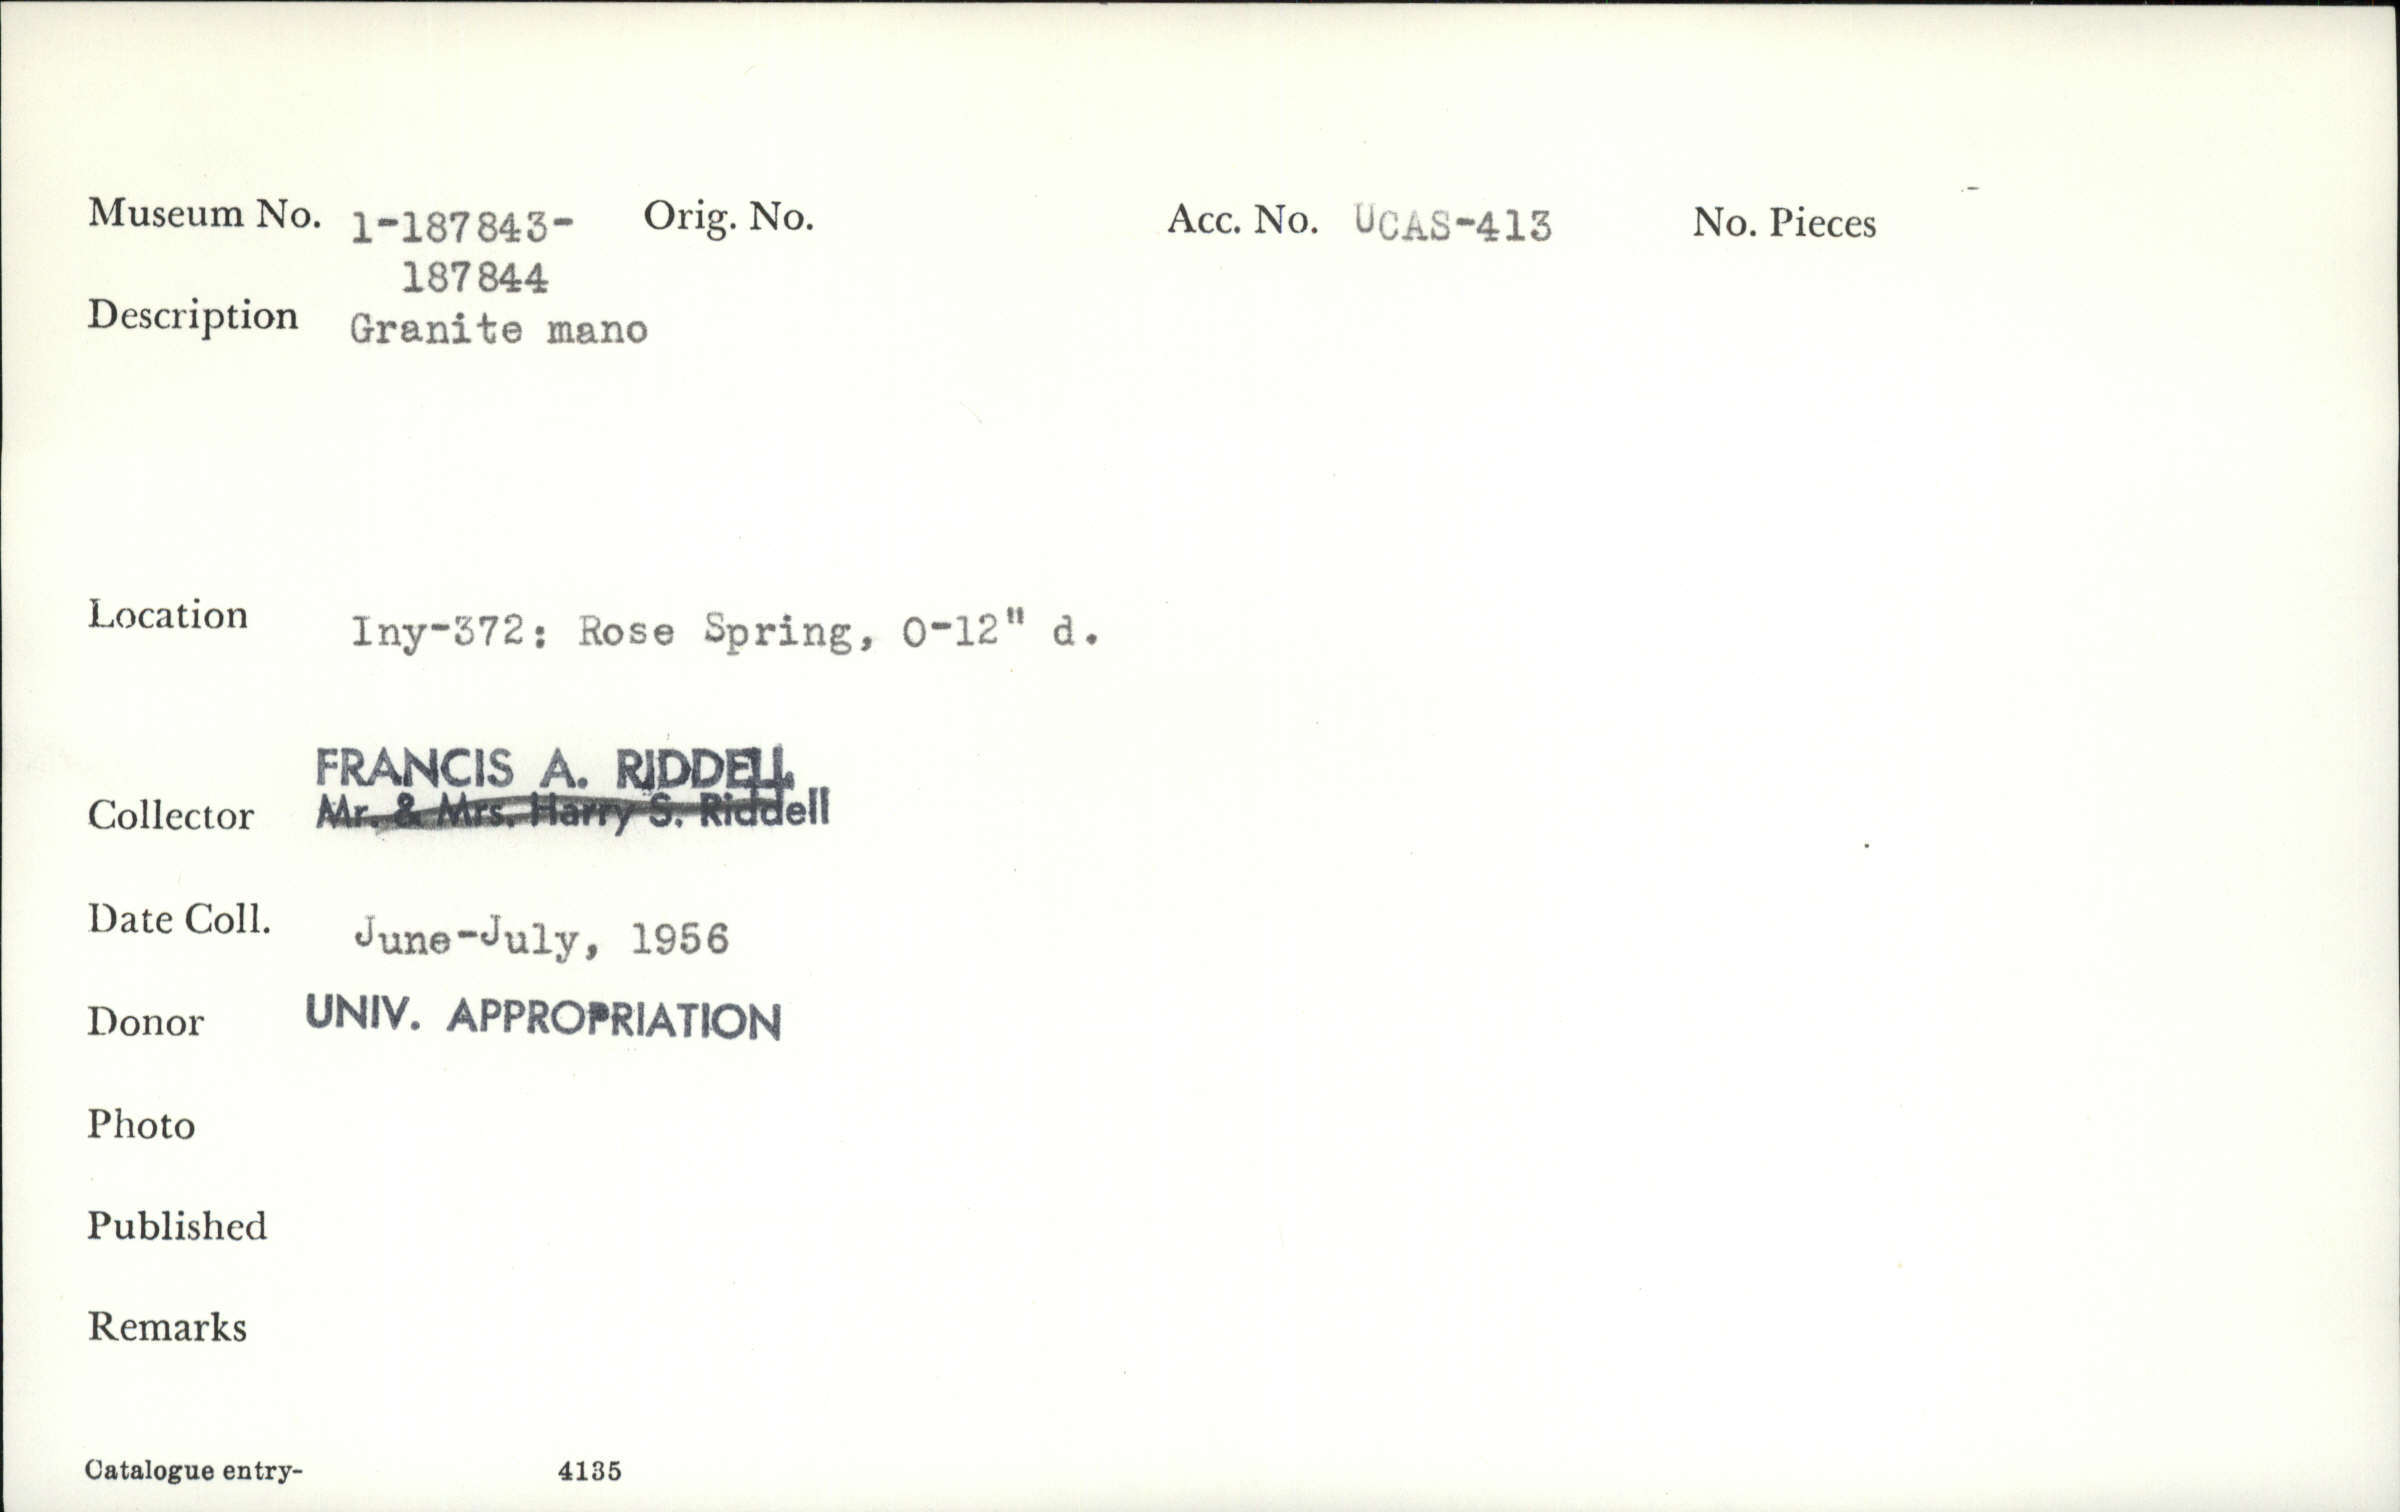 Museum No. 1-187843- Orig. No. Acc. No. UCAS-413 No. Pieces
187844
Description Granite mano
Location Iny-372: Rose Spring, 0-12" d.
FRANCIS A. RIDDELL
Collector Mr. & Mrs. Harry S. Riddell
Date Coll. June-July, 1956
Donor UNIV. APPROPRIATION
Photo
Published
Remarks
Catalogue entry- 4135